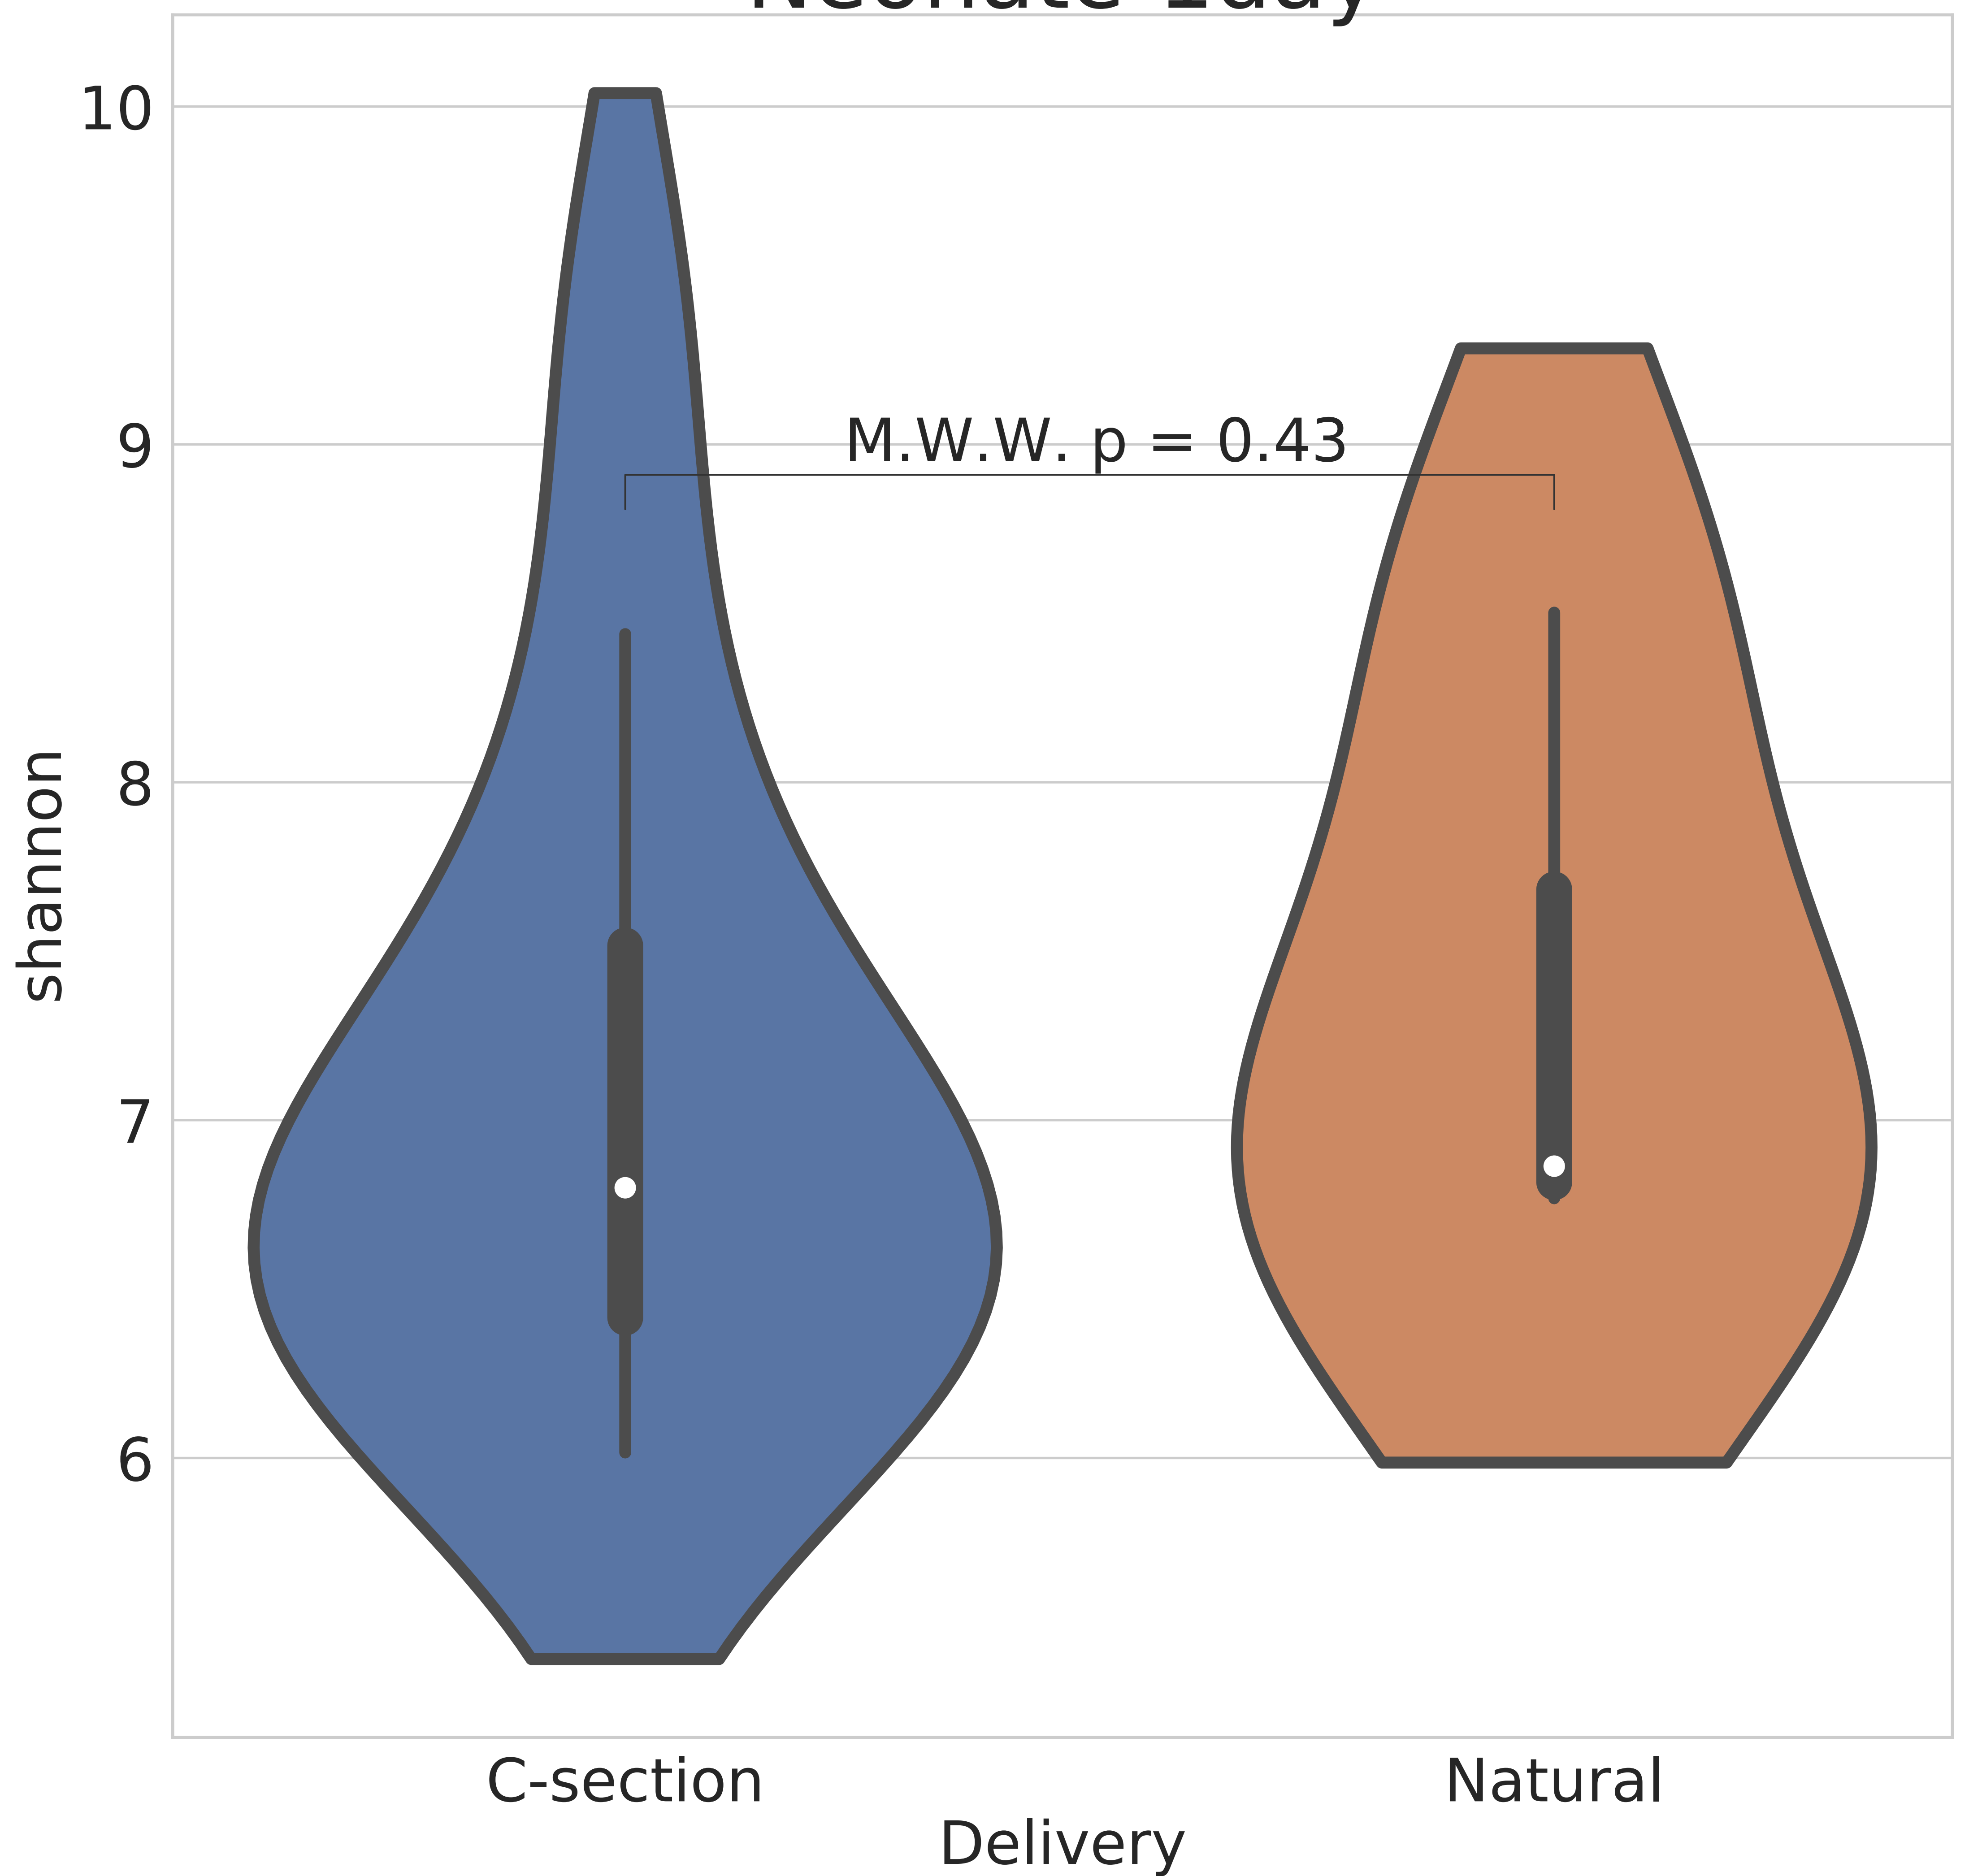 10
9
8
7
6
shannon
M.W.W. p = 0.43
C-section
Natural
Delivery